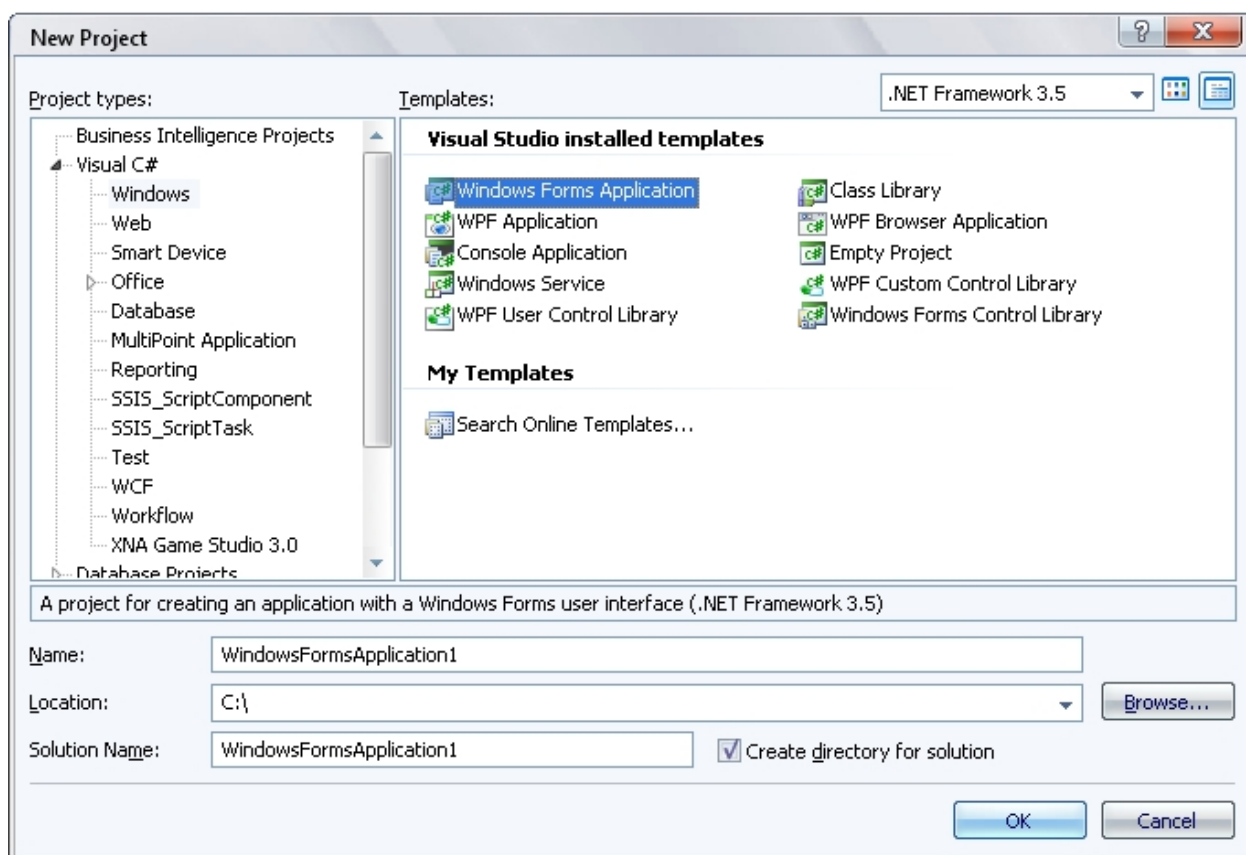 New Project
Project types:
Templates:
.NET Framework 3.5
Business Intelligence Projects
Visual C#
Windows
Web
Smart Device
Office
Database
MultiPoint Application
Reporting
SSIS_ScriptComponent
SSIS_ScriptTask
Test
WCF
Workflow
XNA Game Studio 3.0
Database Projects
Visual Studio installed templates
Windows Forms Application
WPF Application
Console Application
Windows Service
WPF User Control Library
Class Library
WPF Browser Application
Empty Project
WPF Custom Control Library
Windows Forms Control Library
My Templates
Search Online Templates...
A project for creating an application with a Windows Forms user interface (.NET Framework 3.5)
Name: WindowsFormsApplication1
Location: C:\ Browse...
Solution Name: WindowsFormsApplication1 Create directory for solution
OK Cancel